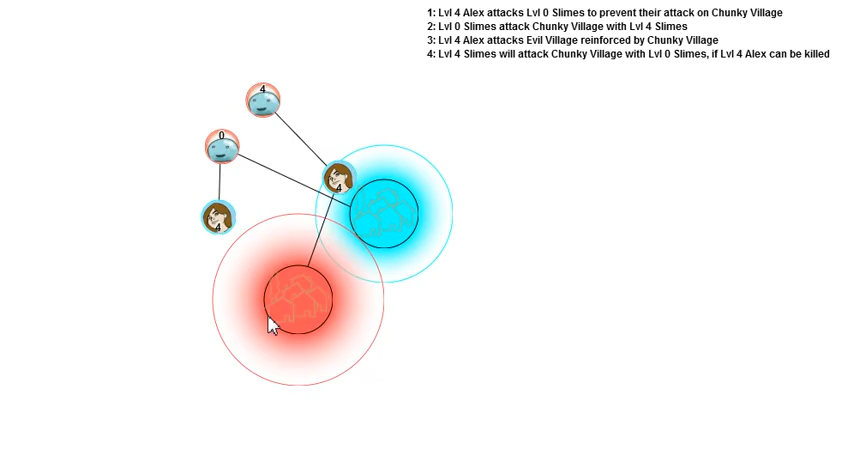 1: Lvl 4 Alex attacks Lvl 0 Slimes to prevent their attack on Chunky Village
2: Lvl 0 Slimes attack Chunky Village with Lvl 4 Slimes
3: Lvl 4 Alex attacks Evil Village reinforced by Chunky Village
4: Lvl 4 Slimes will attack Chunky Village with Lvl 0 Slimes, if Lvl 4 Alex can be killed
4
0
4
4